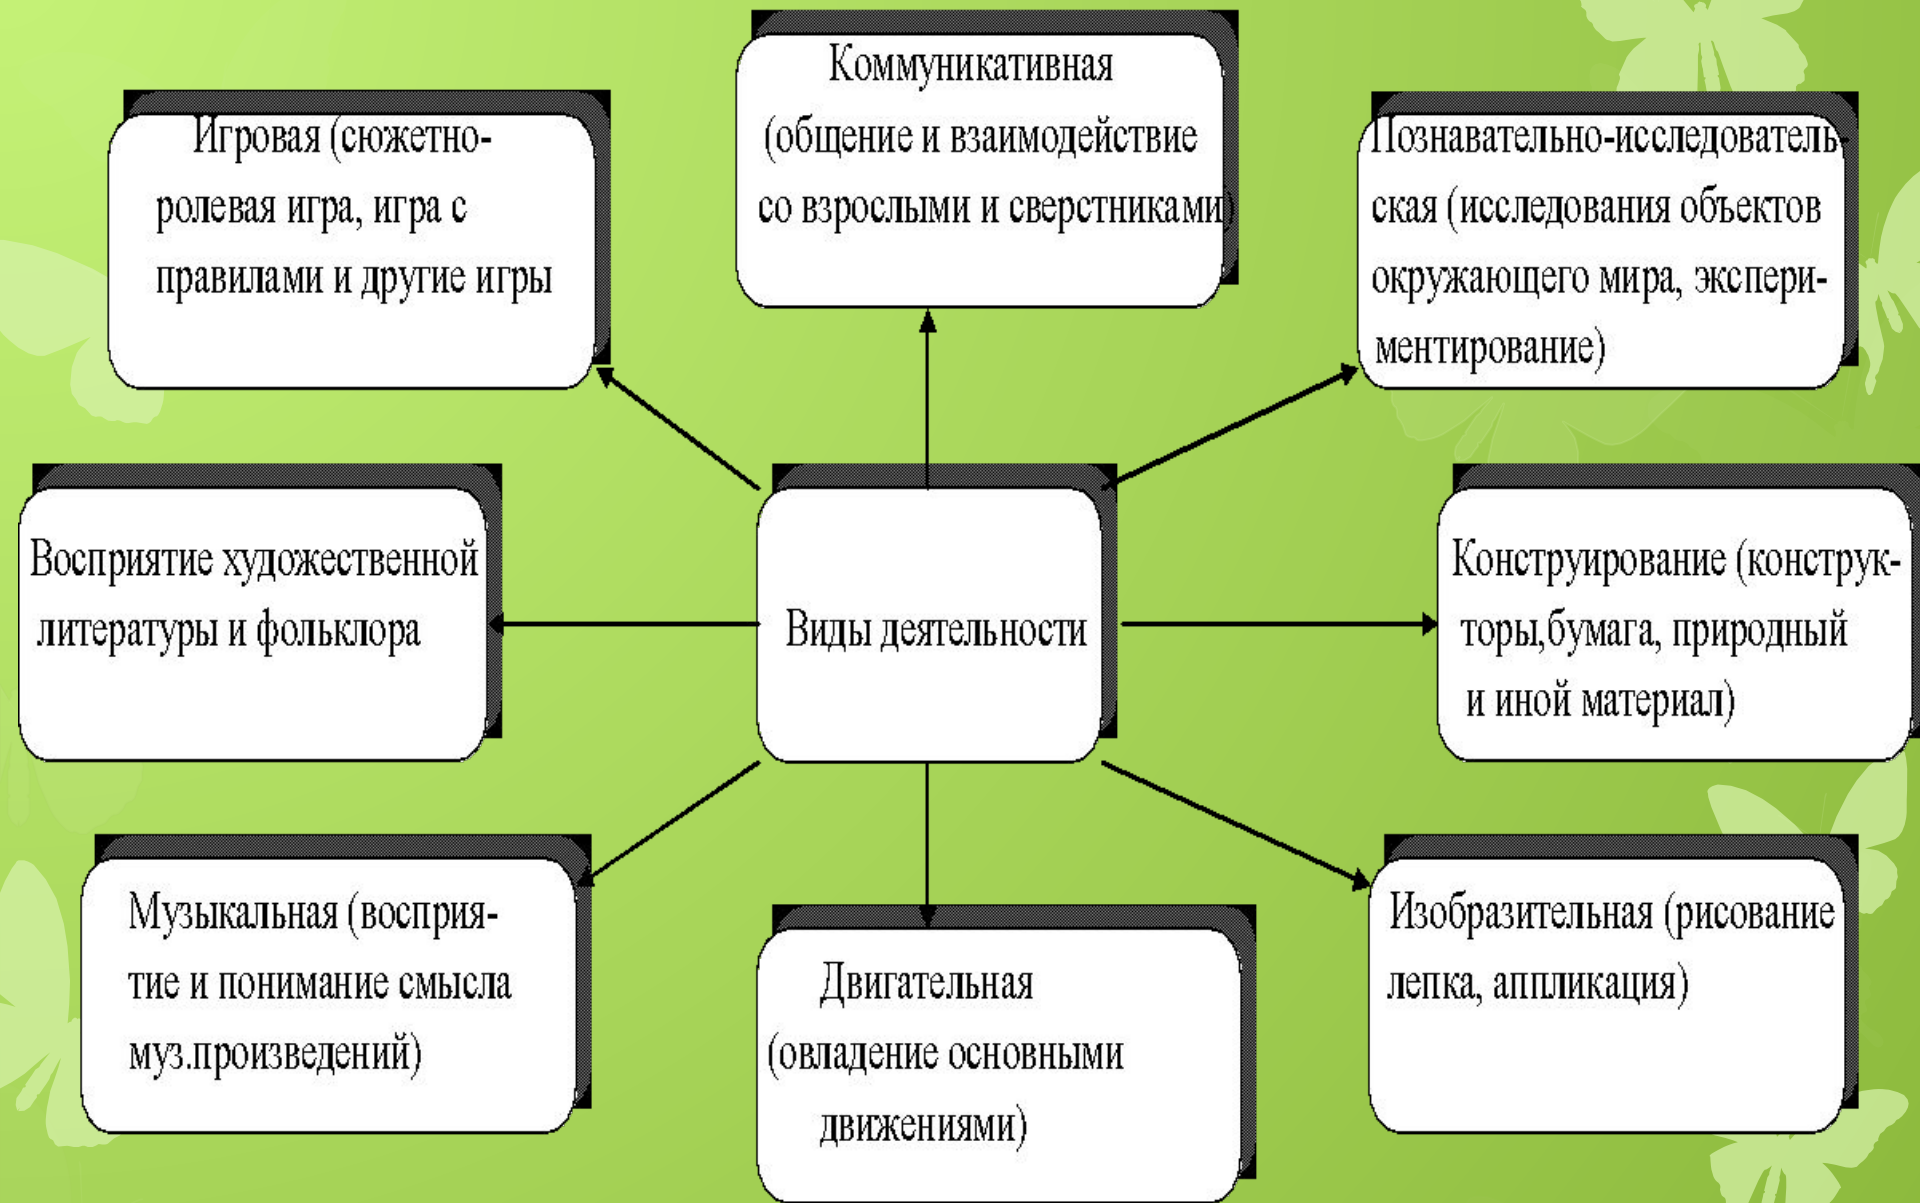 Коммуникативная
(общение и взаимодействие
со взрослыми и сверстниками)
Игровая (сюжетно-
ролевая игра, игра с
правилами и другие игры
Познавательно-исследователь-
ская (исследования объектов
окружающего мира, экспери-
ментирование)
Восприятие художественной
литературы и фольклора
Виды деятельности
Конструирование (конструк-
торы,бумага, природный
и иной материал)
Музыкальная (восприя-
тие и понимание смысла
муз.произведений)
Двигательная
(овладение основными
движениями)
Изобразительная (рисование
лепка, аппликация)